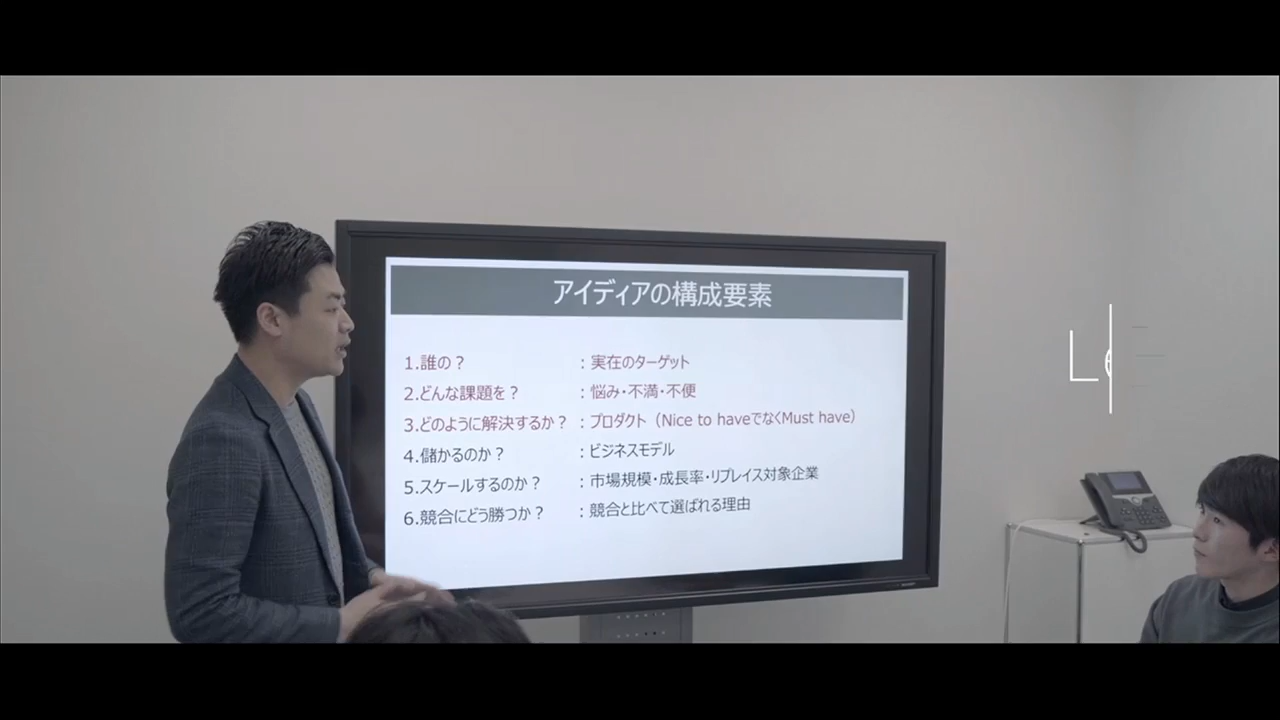 アイディアの構成要素
1.誰の？ ：実在のターゲット
2.どんな課題を？ ：悩み・不満・不便
3.どのように解決するか？ ：プロダクト（Nice to haveでなくMust have）
4.儲かるのか？ ：ビジネスモデル
5.スケールするのか？ ：市場規模・成長率・リプレイス対象企業
6.競合にどう勝つか？ ：競合と比べて選ばれる理由